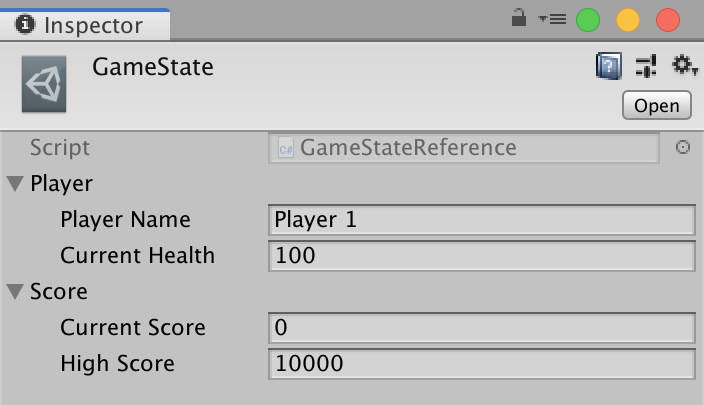 Inspector
GameState
Open
Script C# GameStateReference
Player
Player Name Player 1
Current Health 100
Score
Current Score 0
High Score 10000